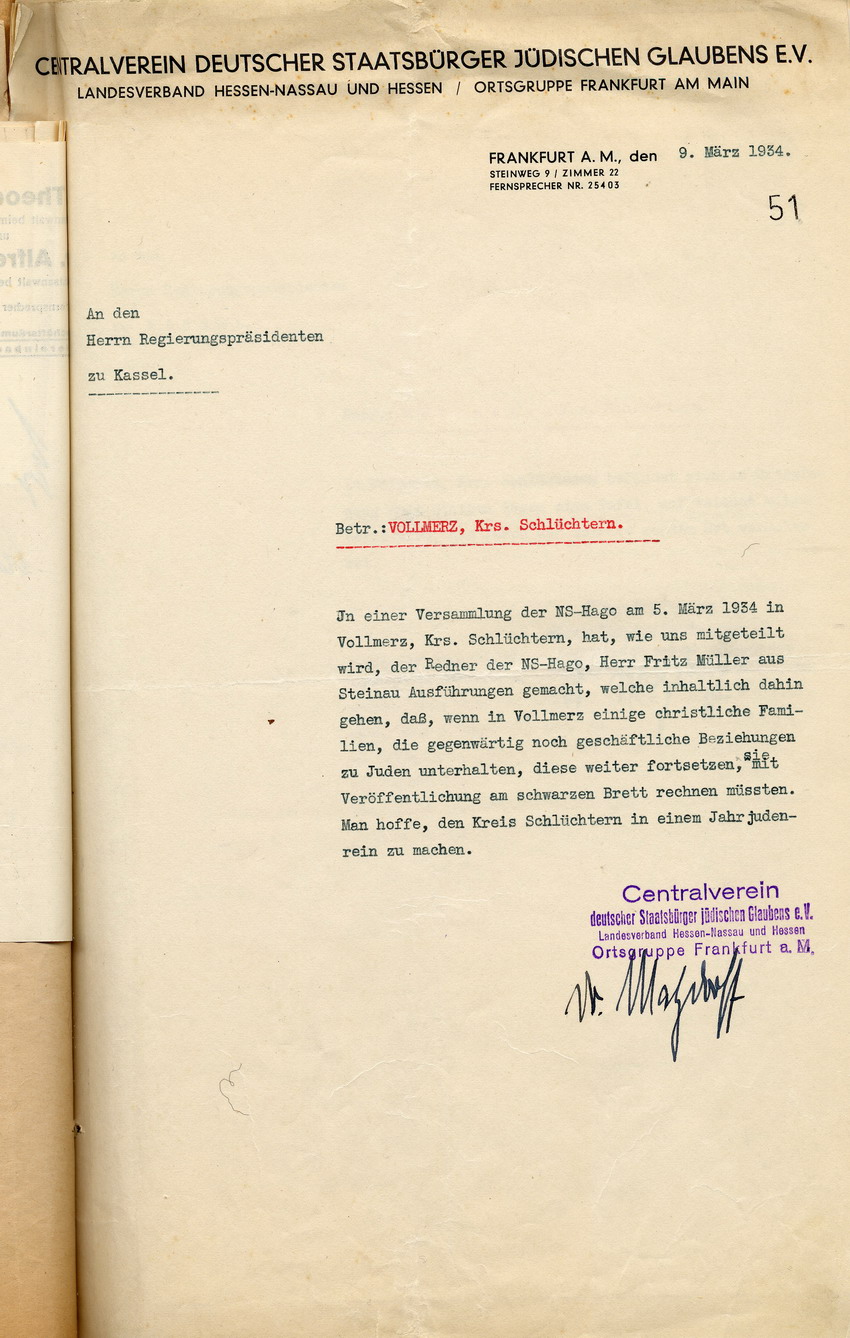 CENTRALVEREIN DEUTSCHER STAATSBÜRGER JÜDISCHEN GLAUBENS E.V.
LANDESVERBAND HESSEN-NASSAU UND HESSEN / ORTSGRUPPE FRANKFURT AM MAIN
FRANKFURT A. M., den 9. März 1934.
STEINWEG 9 / ZIMMER 22
FERNSPRECHER NR. 25403
51
An den
Herrn Regierungspräsidenten
zu Kassel.
Betr.:VOLLMERZ, Krs. Schlüchtern.
Jn einer Versammlung der NS-Hago am 5. März 1934 in
Vollmerz, Krs. Schlüchtern, hat, wie uns mitgeteilt
wird, der Redner der NS-Hago, Herr Fritz Müller aus
Steinau Ausführungen gemacht, welche inhaltlich dahin
gehen, daß, wenn in Vollmerz einige christliche Fami-
lien, die gegenwärtig noch geschäftliche Beziehungen
zu Juden unterhalten, diese weiter fortsetzen, sie mit
Veröffentlichung am schwarzen Brett rechnen müssten.
Man hoffe, den Kreis Schlüchtern in einem Jahr juden-
rein zu machen.
Centralverein
deutscher Staatsbürger jüdischen Glaubens e.V.
Landesverband Hessen-Nassau und Hessen
Ortsgruppe Frankfurt a. M.
Dr.